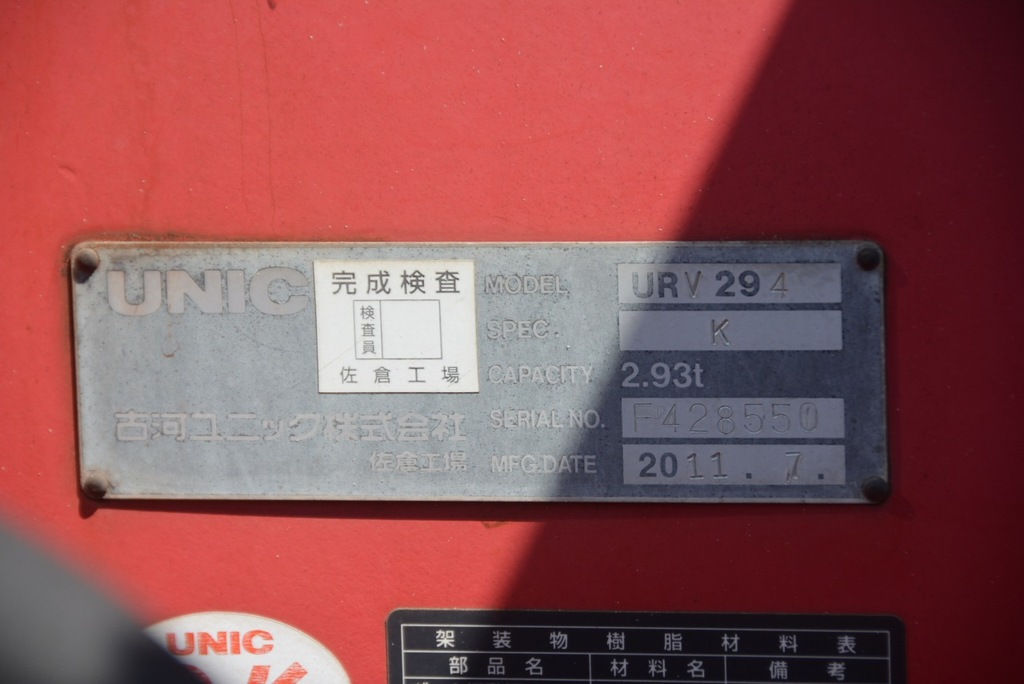 UNIC
完成検査
検査員
佐倉工場
古河ユニック株式会社
佐倉工場
MODEL URV294
SPEC. K
CAPACITY 2.93t
SERIAL NO. F428550
MFG.DATE 2011.7.
UNIC
架装物樹脂材料表
部品名 材料名 備考